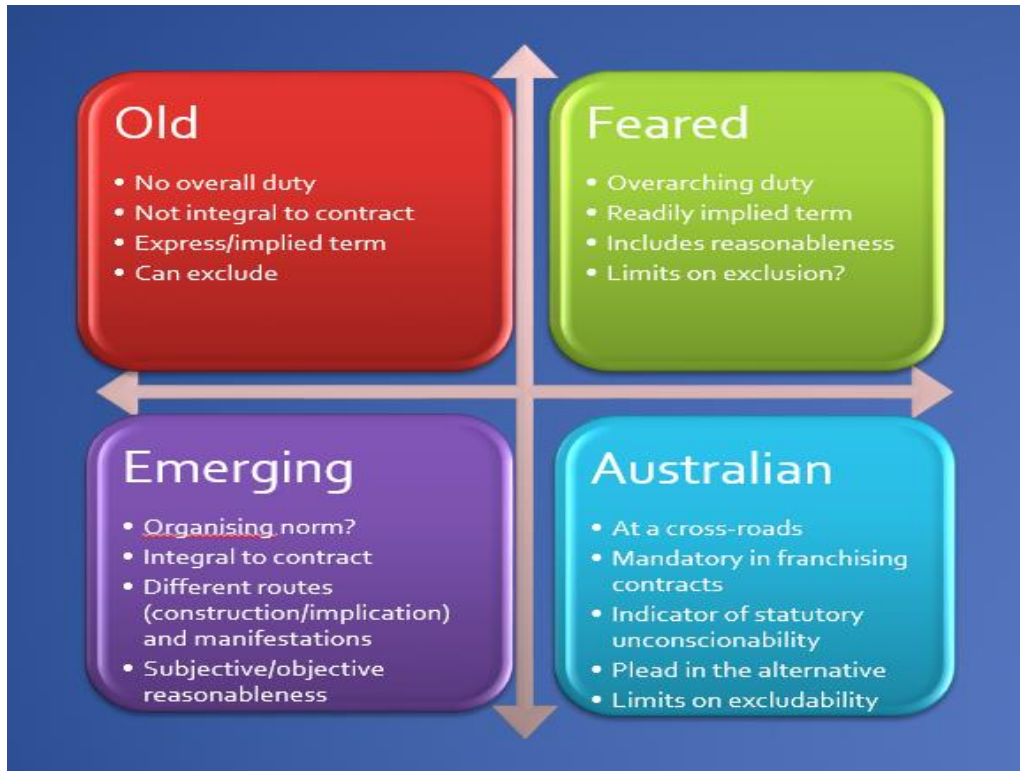 Old
• No overall duty
• Not integral to contract
• Express/implied term
• Can exclude
Feared
• Overarching duty
• Readily implied term
• Includes reasonableness
• Limits on exclusion?
Emerging
• Organising norm?
• Integral to contract
• Different routes
(construction/implication)
and manifestations
• Subjective/objective
reasonableness
Australian
• At a cross-roads
• Mandatory in franchising
contracts
• Indicator of statutory
unconscionability
• Plead in the alternative
• Limits on excludability